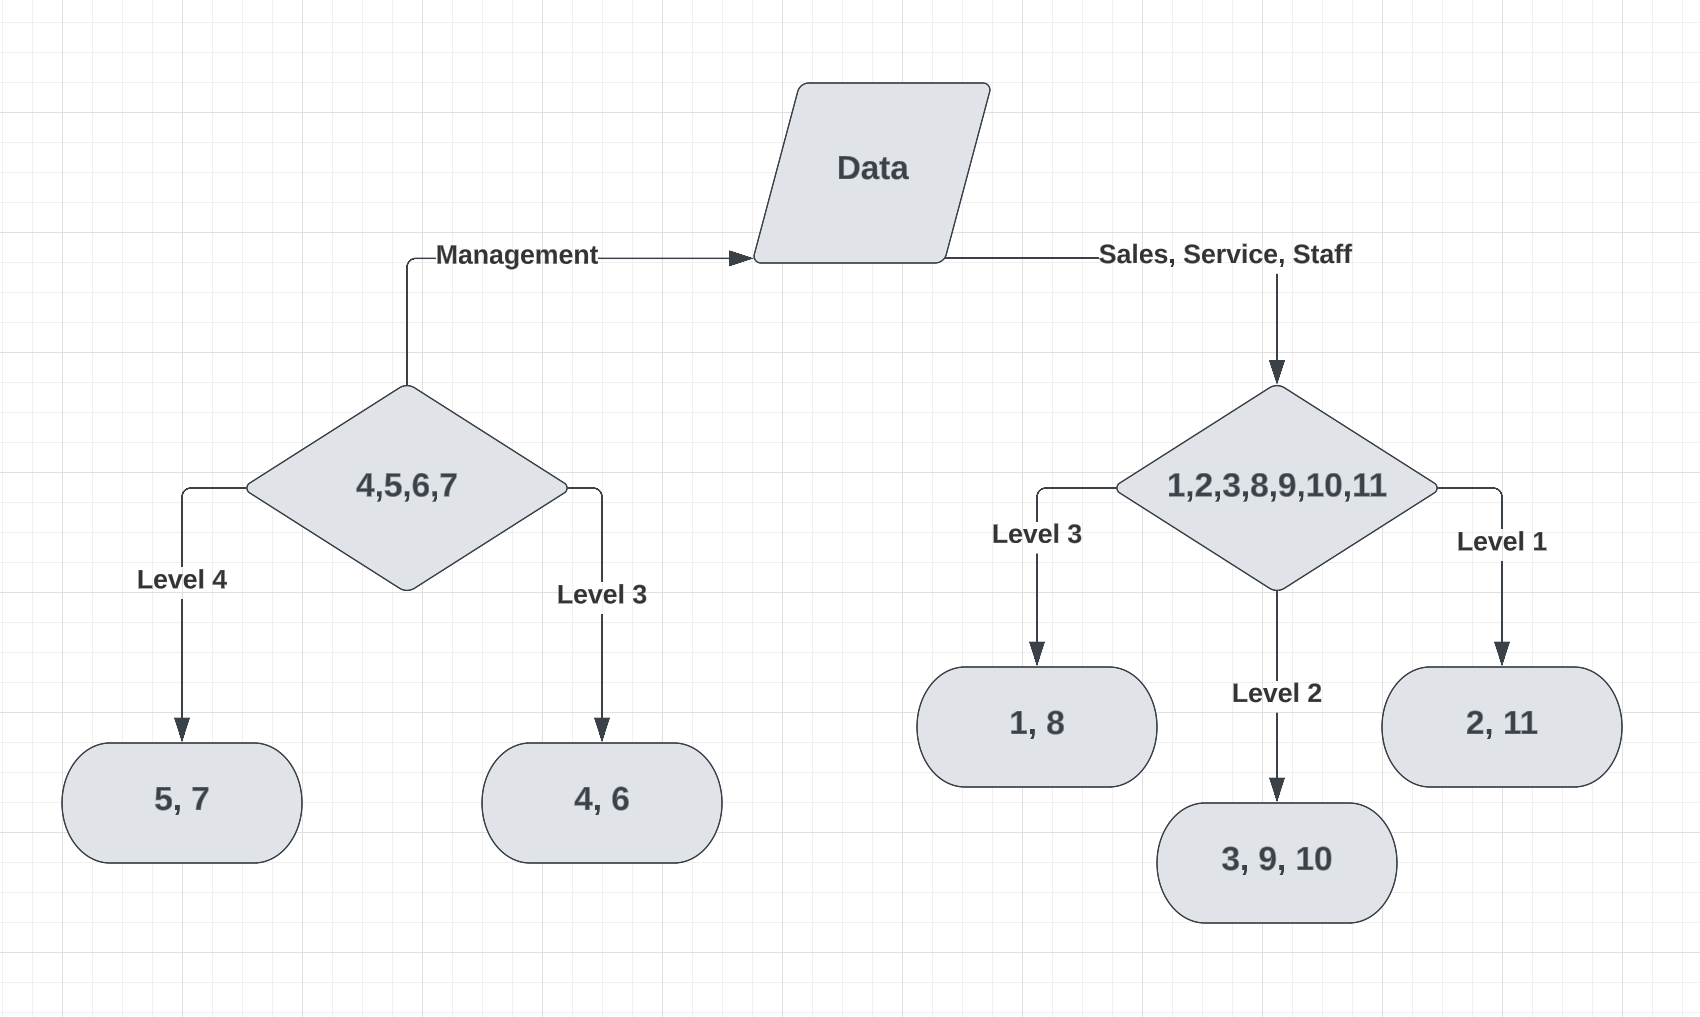 Data
Management
Sales, Service, Staff
4,5,6,7
1,2,3,8,9,10,11
Level 4
Level 3
Level 3
Level 2
Level 1
5, 7
4, 6
1, 8
3, 9, 10
2, 11